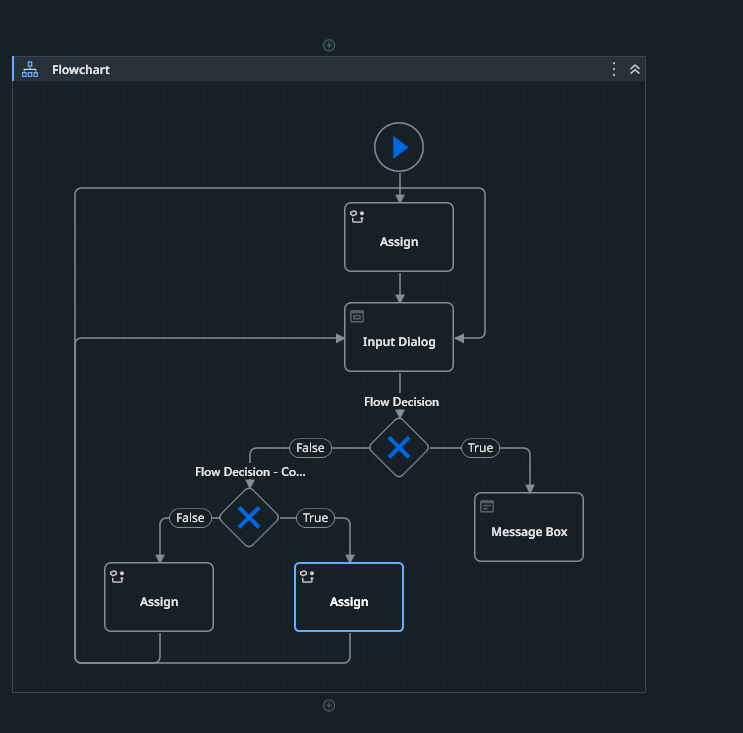 Flowchart
Assign
Input Dialog
Flow Decision
False
True
Flow Decision - Co...
False
True
Message Box
Assign
Assign